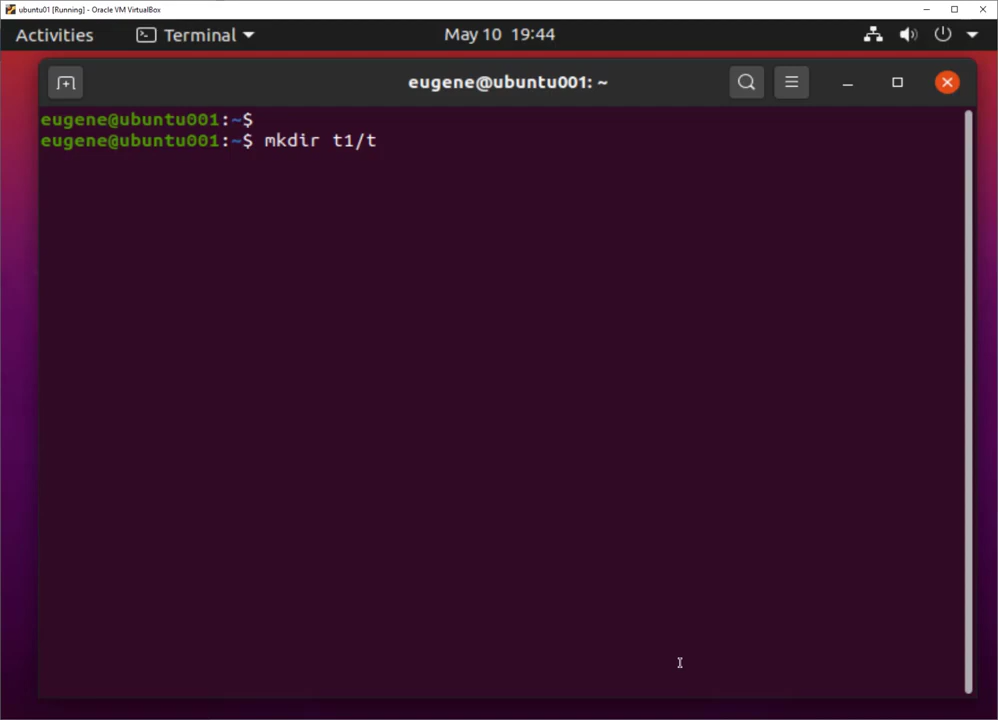 ubuntu01 [Running] - Oracle VM VirtualBox
Activities Terminal May 10 19:44
eugene@ubuntu001: ~
eugene@ubuntu001:~$
eugene@ubuntu001:~$ mkdir t1/t